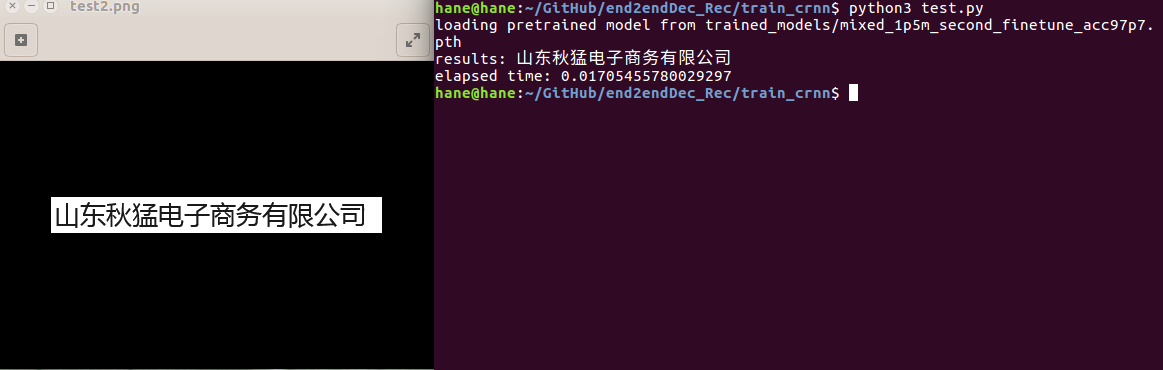 test2.png
山东秋猛电子商务有限公司
hane@hane:~/GitHub/end2endDec_Rec/train_crnn$ python3 test.py
loading pretrained model from trained_models/mixed_1p5m_second_finetune_acc97p7.
pth
results: 山东秋猛电子商务有限公司
elapsed time: 0.01705455780029297
hane@hane:~/GitHub/end2endDec_Rec/train_crnn$